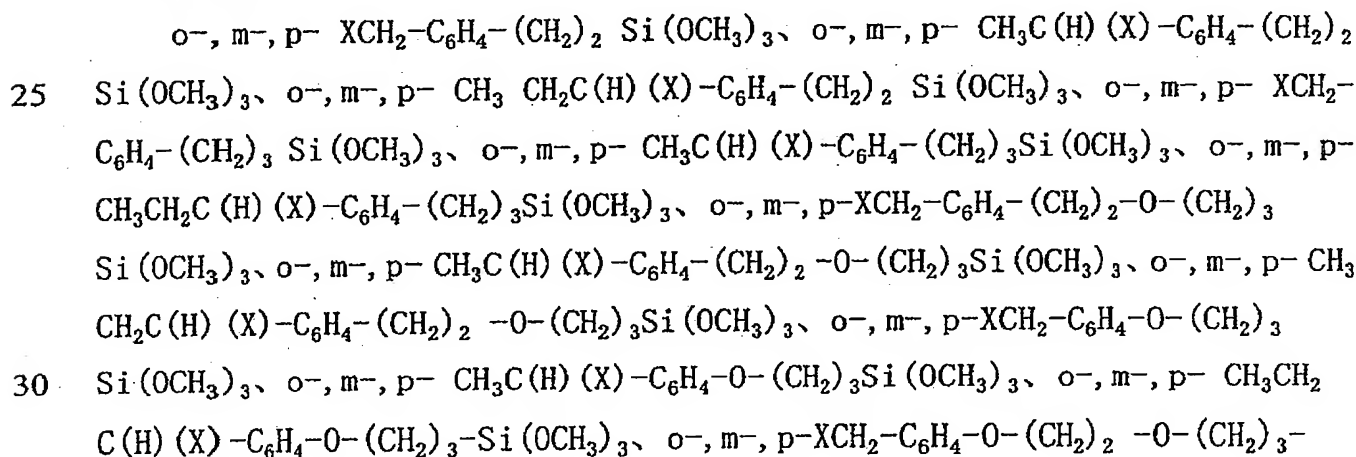 o-, m-, p- XCH₂-C₆H₄-(CH₂)₂ Si(OCH₃)₃、 o-, m-, p- CH₃C(H)(X)-C₆H₄-(CH₂)₂
25 Si(OCH₃)₃、 o-, m-, p- CH₃ CH₂C(H)(X)-C₆H₄-(CH₂)₂ Si(OCH₃)₃、 o-, m-, p- XCH₂-
C₆H₄-(CH₂)₃ Si(OCH₃)₃、 o-, m-, p- CH₃C(H)(X)-C₆H₄-(CH₂)₃Si(OCH₃)₃、 o-, m-, p-
CH₃CH₂C(H)(X)-C₆H₄-(CH₂)₃Si(OCH₃)₃、 o-, m-, p-XCH₂-C₆H₄-(CH₂)₂-O-(CH₂)₃
Si(OCH₃)₃、o-, m-, p- CH₃C(H)(X)-C₆H₄-(CH₂)₂ -O-(CH₂)₃Si(OCH₃)₃、o-, m-, p- CH₃
CH₂C(H)(X)-C₆H₄-(CH₂)₂ -O-(CH₂)₃Si(OCH₃)₃、 o-, m-, p-XCH₂-C₆H₄-O-(CH₂)₃
30 Si(OCH₃)₃、 o-, m-, p- CH₃C(H)(X)-C₆H₄-O-(CH₂)₃Si(OCH₃)₃、 o-, m-, p- CH₃CH₂
C(H)(X)-C₆H₄-O-(CH₂)₃-Si(OCH₃)₃、 o-, m-, p-XCH₂-C₆H₄-O-(CH₂)₂ -O-(CH₂)₃-